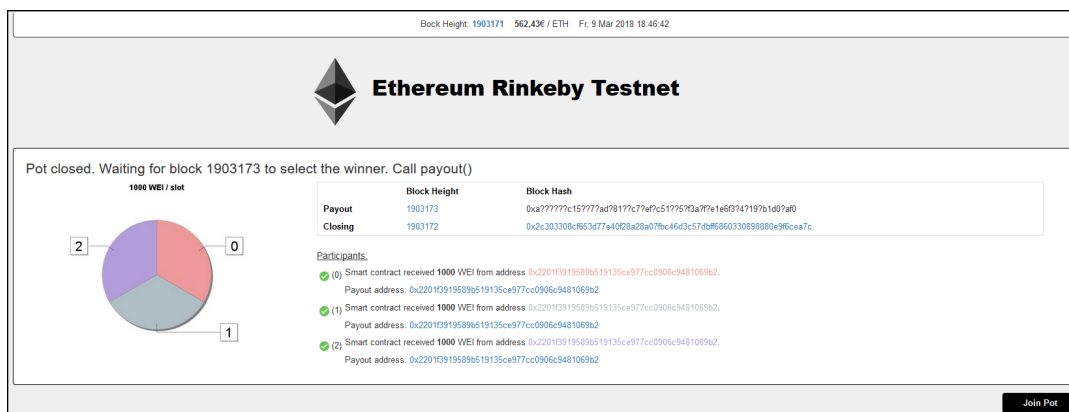 Bock Height: 1903171 562,43€ / ETH Fr, 9 Mär 2018 18:46:42
Ethereum Rinkeby Testnet
Pot closed. Waiting for block 1903173 to select the winner. Call payout()
1000 WEI / slot
2
0
1
Block Height Block Hash
Payout 1903173 0xa??????c15??7?ad?81??c7?ef?c51??5?f3a?f?e1e6f3?4?19?b1d0?af0
Closing 1903172 0x2c303308cf653d77e40f28a28a07fbc46d3c57dbff6860330898880e9f6cea7c
Participants:
(0) Smart contract received 1000 WEI from address 0x2201f3919589b519135ce977cc0906c9481069b2.
Payout address: 0x2201f3919589b519135ce977cc0906c9481069b2
(1) Smart contract received 1000 WEI from address 0x2201f3919589b519135ce977cc0906c9481069b2.
Payout address: 0x2201f3919589b519135ce977cc0906c9481069b2
(2) Smart contract received 1000 WEI from address 0x2201f3919589b519135ce977cc0906c9481069b2.
Payout address: 0x2201f3919589b519135ce977cc0906c9481069b2
Join Pot